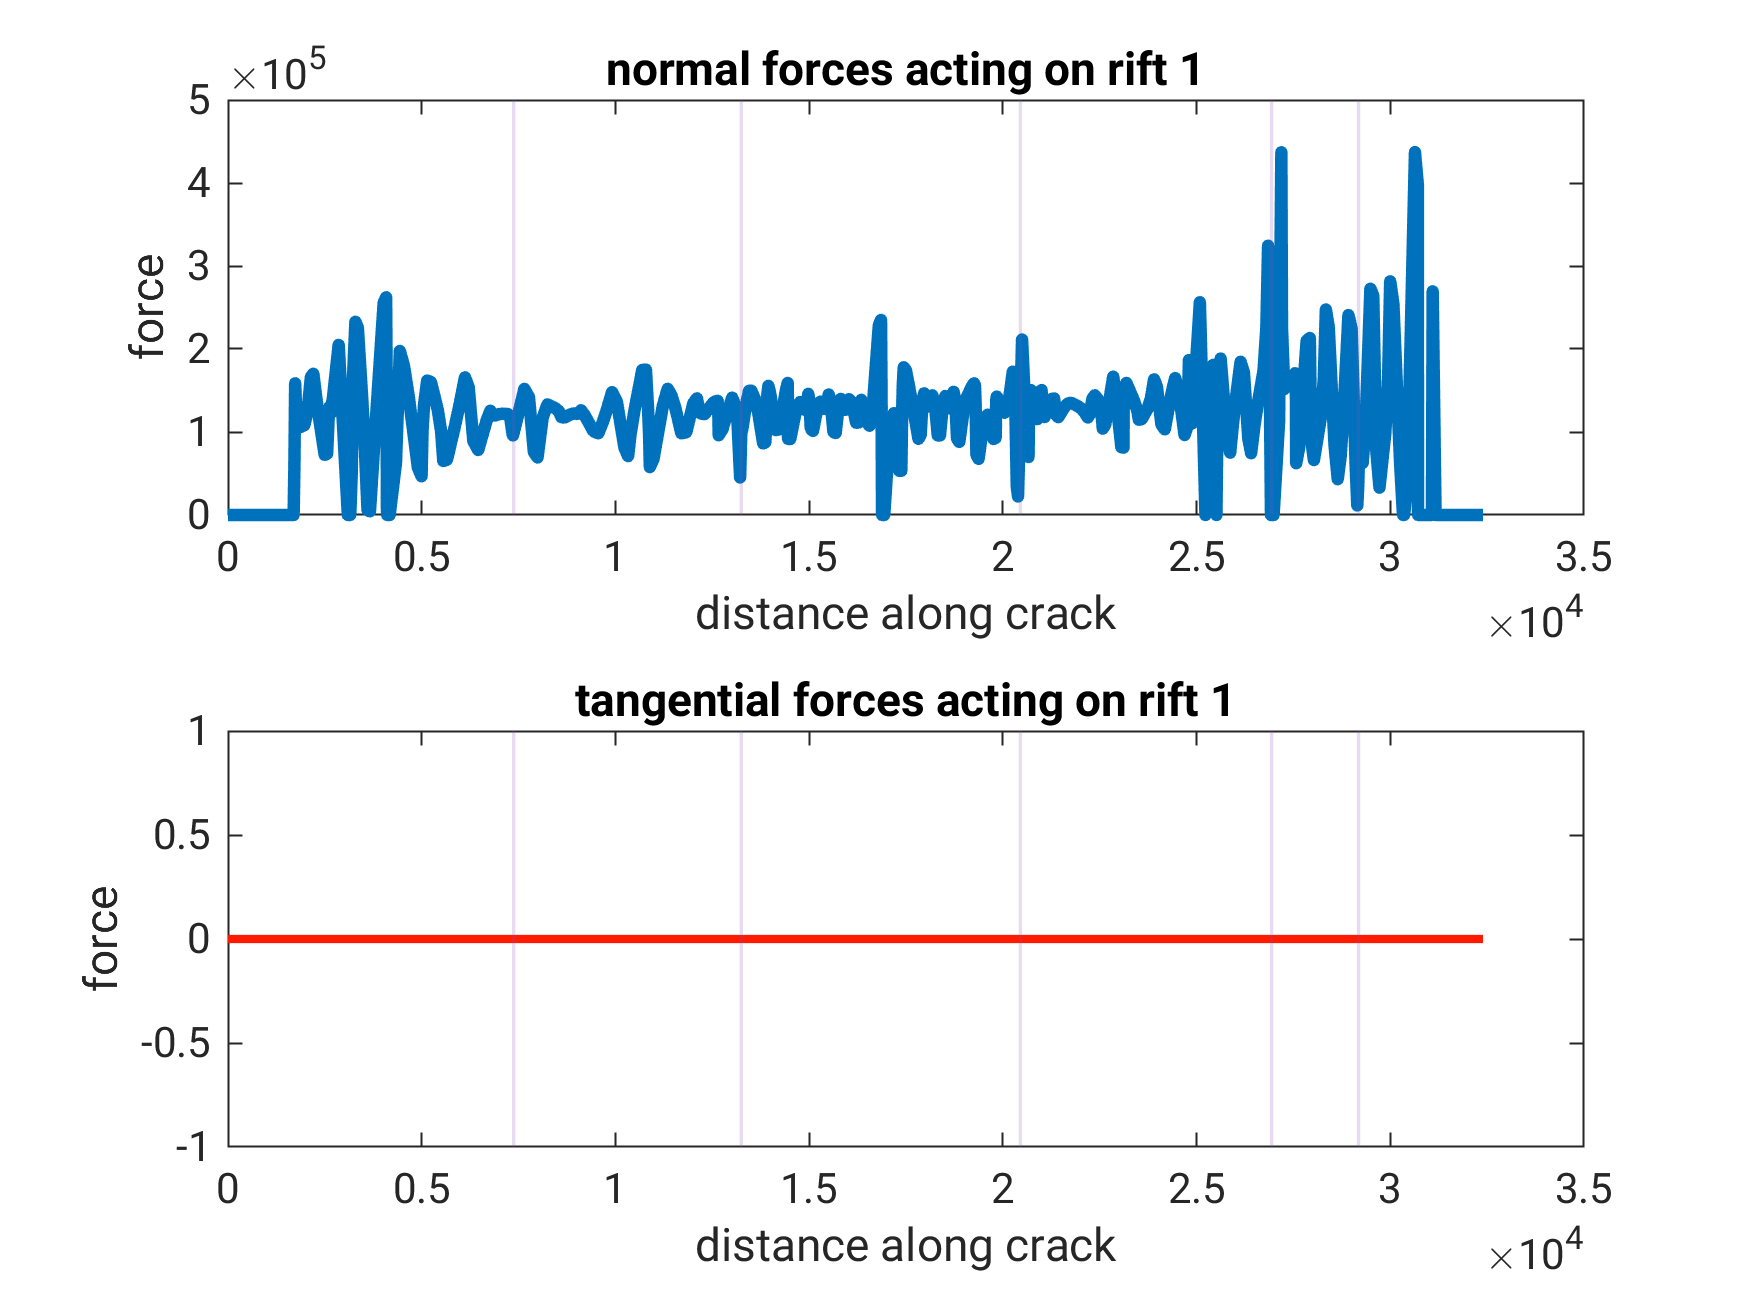 ×10^5
normal forces acting on rift 1
5
4
3
2
1
0
force
0 0.5 1 1.5 2 2.5 3 3.5
distance along crack
×10^4
tangential forces acting on rift 1
1
0.5
0
-0.5
-1
force
0 0.5 1 1.5 2 2.5 3 3.5
distance along crack
×10^4